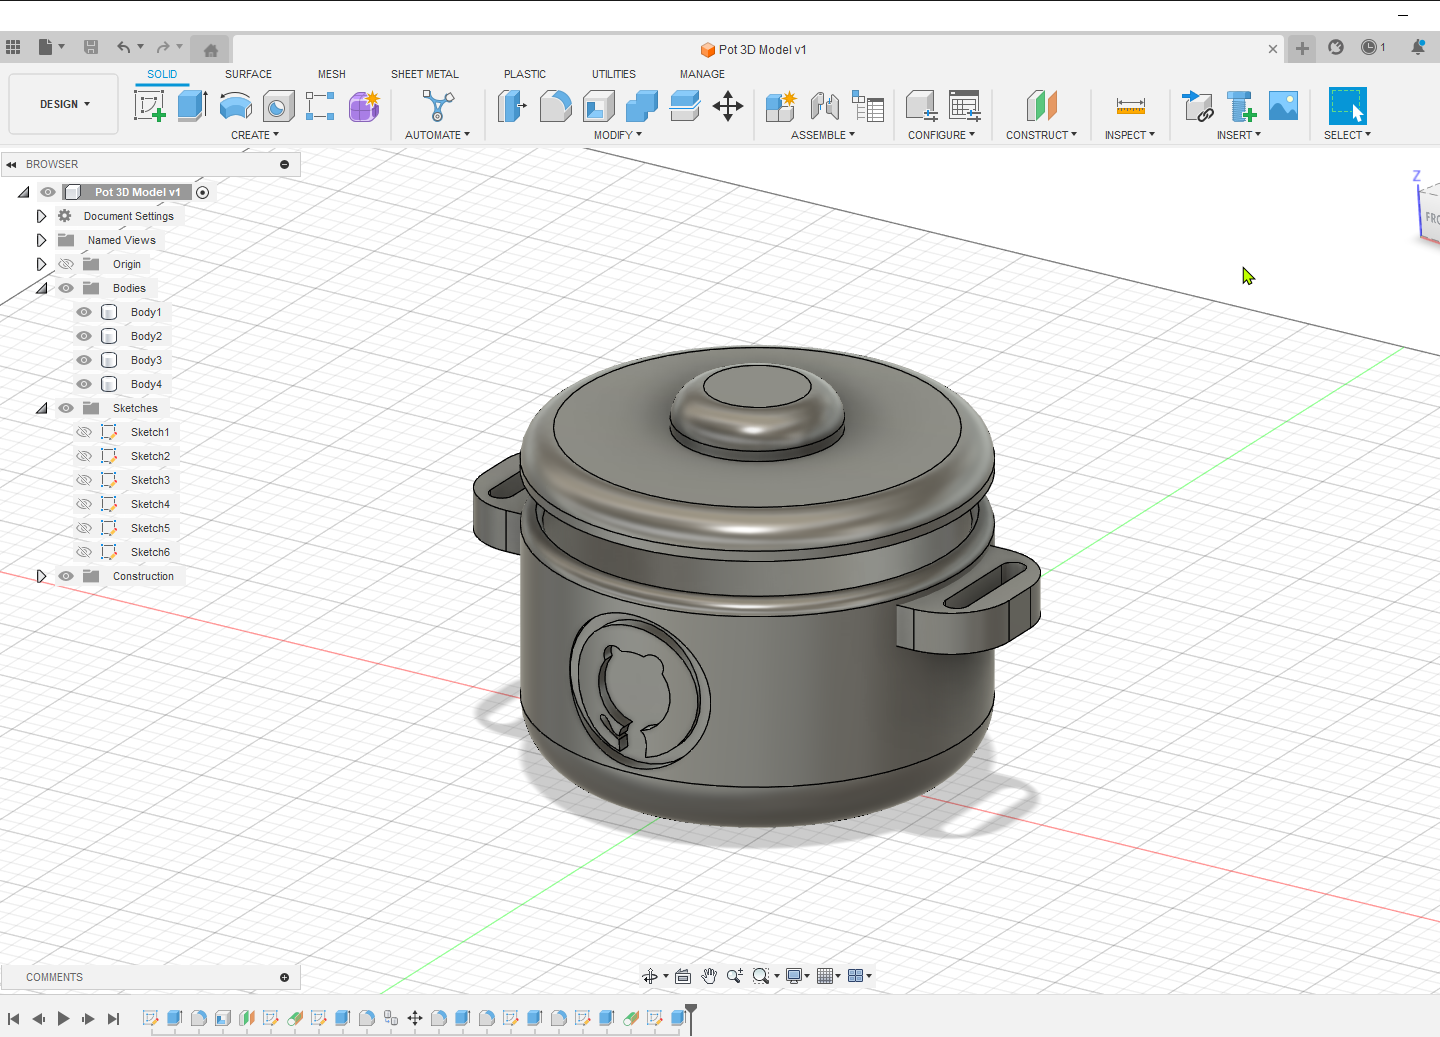 Pot 3D Model v1
1
DESIGN
SOLID
SURFACE
MESH
SHEET METAL
PLASTIC
UTILITIES
MANAGE
CREATE
AUTOMATE
MODIFY
ASSEMBLE
CONFIGURE
CONSTRUCT
INSPECT
INSERT
SELECT
BROWSER
Pot 3D Model v1
Document Settings
Named Views
Origin
Bodies
Body1
Body2
Body3
Body4
Sketches
Sketch1
Sketch2
Sketch3
Sketch4
Sketch5
Sketch6
Construction
Z
FRO
COMMENTS